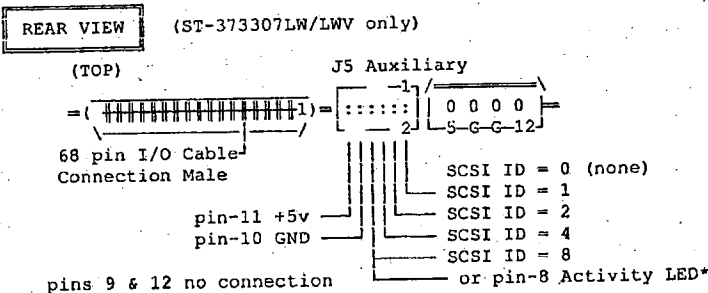 REAR VIEW (ST-373307LW/LWV only)
(TOP) J5 Auxiliary
1
1 0 0 0 0
2 5-G-G-12
68 pin I/O Cable
Connection Male
SCSI ID = 0 (none)
SCSI ID = 1
pin-11 +5v SCSI ID = 2
pin-10 GND SCSI ID = 4
SCSI ID = 8
pins 9 & 12 no connection or pin-8 Activity LED*